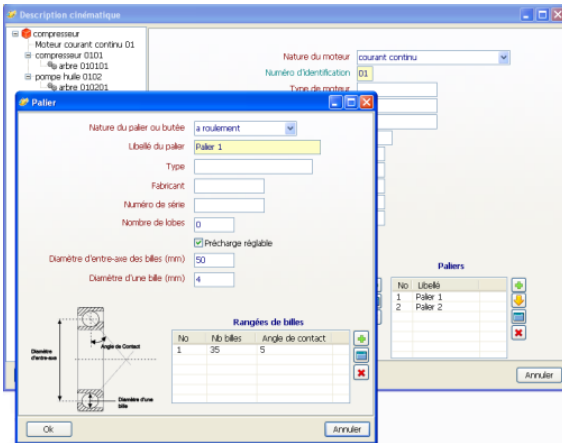 Description cinématique
compresseur
Moteur courant continu 01
compresseur 0101
arbre 010101
pompe huile 0102
arbre 010201
Nature du moteur courant continu
Numéro d'identification 01
Type de moteur
Palier
Nature du palier ou butée a roulement
Libellé du palier Palier 1
Type
Fabricant
Numéro de série
Nombre de lobes 0
Précharge réglable
Diamètre d'entre-axe des billes (mm) 50
Diamètre d'une bille (mm) 4
Paliers
No Libellé
1 Palier 1
2 Palier 2
Diamètre d'entre-axe
Angle de Contact
Diamètre d'une bille
Rangées de billes
No Nb billes Angle de contact
1 35 5
Ok
Annuler
Annuler